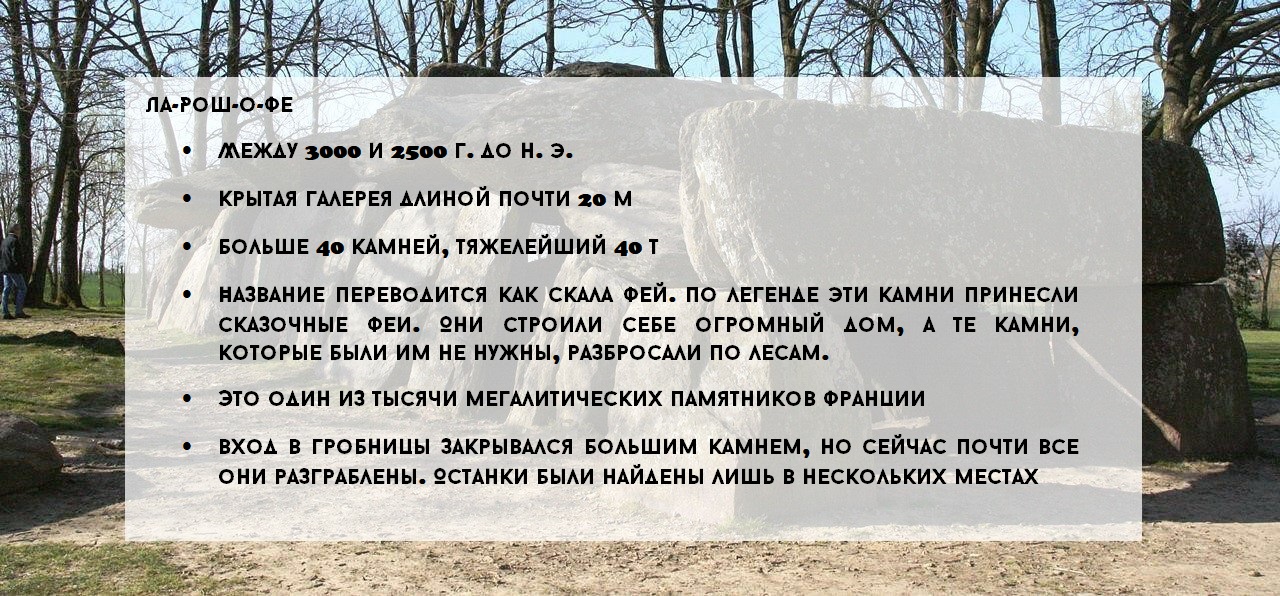 ЛА-РОШ-О-ФЕ
• МЕЖДУ 3000 И 2500 Г. ДО Н. Э.
• КРЫТАЯ ГАЛЕРЕЯ ДЛИНОЙ ПОЧТИ 20 М
• БОЛЬШЕ 40 КАМНЕЙ, ТЯЖЕЛЕЙШИЙ 40 Т
• НАЗВАНИЕ ПЕРЕВОДИТСЯ КАК СКАЛА ФЕЙ. ПО ЛЕГЕНДЕ ЭТИ КАМНИ ПРИНЕСЛИ
СКАЗОЧНЫЕ ФЕИ. ОНИ СТРОИЛИ СЕБЕ ОГРОМНЫЙ ДОМ, А ТЕ КАМНИ,
КОТОРЫЕ БЫЛИ ИМ НЕ НУЖНЫ, РАЗБРОСАЛИ ПО ЛЕСАМ.
• ЭТО ОДИН ИЗ ТЫСЯЧИ МЕГАЛИТИЧЕСКИХ ПАМЯТНИКОВ ФРАНЦИИ
• ВХОД В ГРОБНИЦЫ ЗАКРЫВАЛСЯ БОЛЬШИМ КАМНЕМ, НО СЕЙЧАС ПОЧТИ ВСЕ
ОНИ РАЗГРАБЛЕНЫ. ОСТАНКИ БЫЛИ НАЙДЕНЫ ЛИШЬ В НЕСКОЛЬКИХ МЕСТАХ